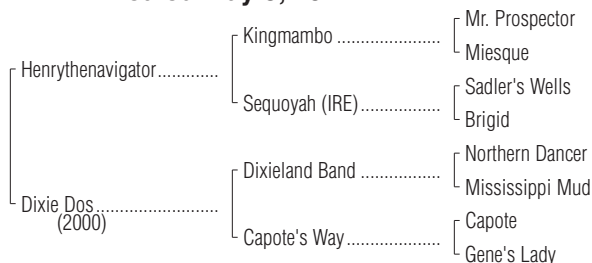 Mr. Prospector
Kingmambo ..................
Miesque
Henrythenavigator.............
Sadler's Wells
Sequoyah (IRE)..................
Brigid
Northern Dancer
Dixieland Band ..................
Mississippi Mud
Dixie Dos..........................
(2000)
Capote
Capote's Way.....................
Gene's Lady